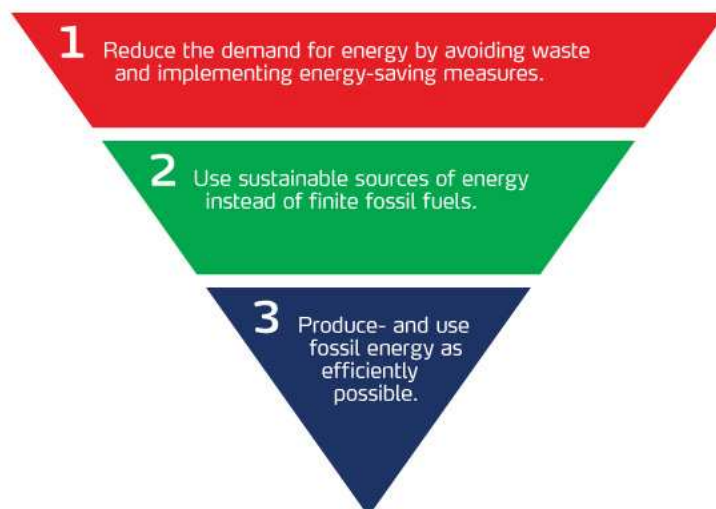 1 Reduce the demand for energy by avoiding waste
and implementing energy-saving measures.
2 Use sustainable sources of energy
instead of finite fossil fuels.
3 Produce- and use
fossil energy as
efficiently
possible.